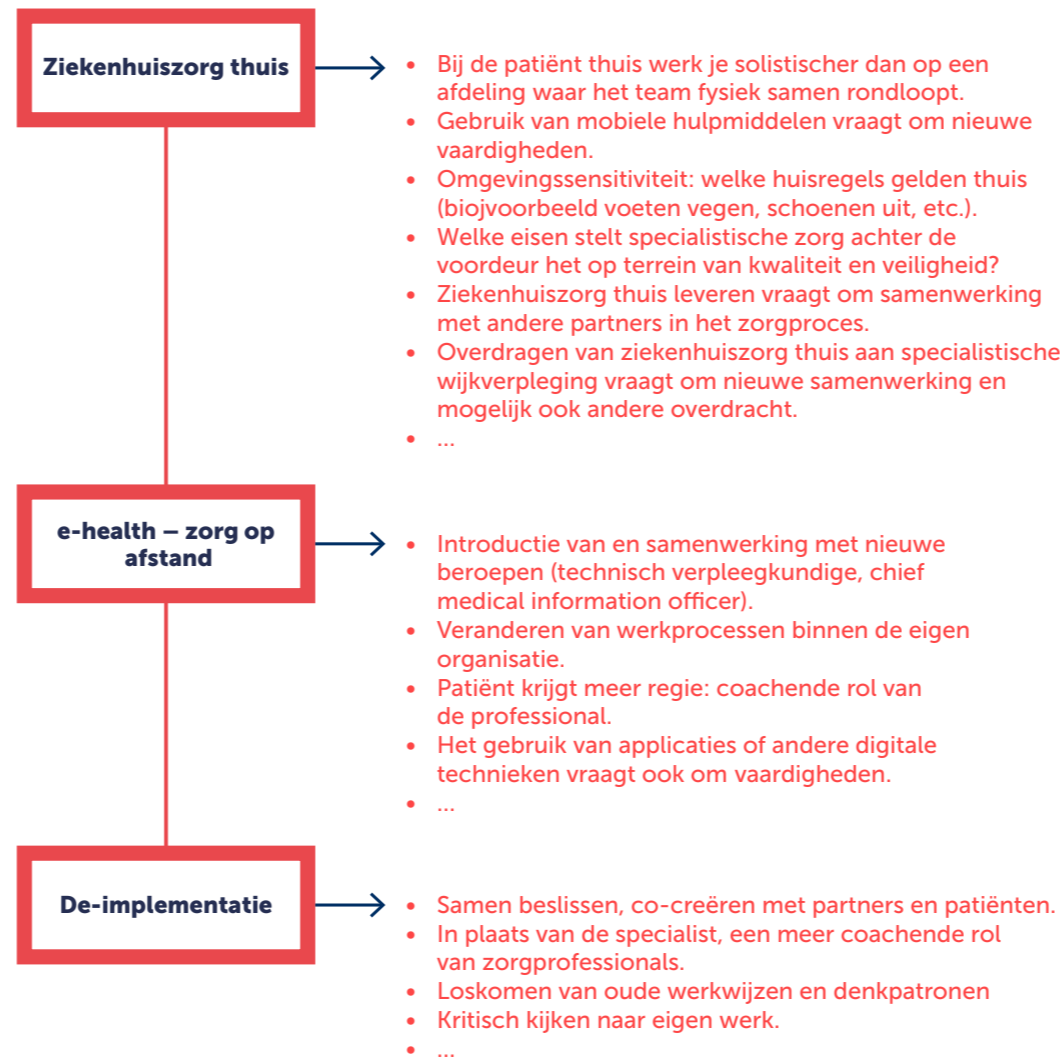 Ziekenhuiszorg thuis
• Bij de patiënt thuis werk je solistischer dan op een
afdeling waar het team fysiek samen rondloopt.
• Gebruik van mobiele hulpmiddelen vraagt om nieuwe
vaardigheden.
• Omgevingssensitiviteit: welke huisregels gelden thuis
(biojvoorbeeld voeten vegen, schoenen uit, etc.).
• Welke eisen stelt specialistische zorg achter de
voordeur het op terrein van kwaliteit en veiligheid?
• Ziekenhuiszorg thuis leveren vraagt om samenwerking
met andere partners in het zorgproces.
• Overdragen van ziekenhuiszorg thuis aan specialistische
wijkverpleging vraagt om nieuwe samenwerking en
mogelijk ook andere overdracht.
• ...
e-health – zorg op
afstand
• Introductie van en samenwerking met nieuwe
beroepen (technisch verpleegkundige, chief
medical information officer).
• Veranderen van werkprocessen binnen de eigen
organisatie.
• Patiënt krijgt meer regie: coachende rol van
de professional.
• Het gebruik van applicaties of andere digitale
technieken vraagt ook om vaardigheden.
• ...
De-implementatie
• Samen beslissen, co-creëren met partners en patiënten.
• In plaats van de specialist, een meer coachende rol
van zorgprofessionals.
• Loskomen van oude werkwijzen en denkpatronen
• Kritisch kijken naar eigen werk.
• ...